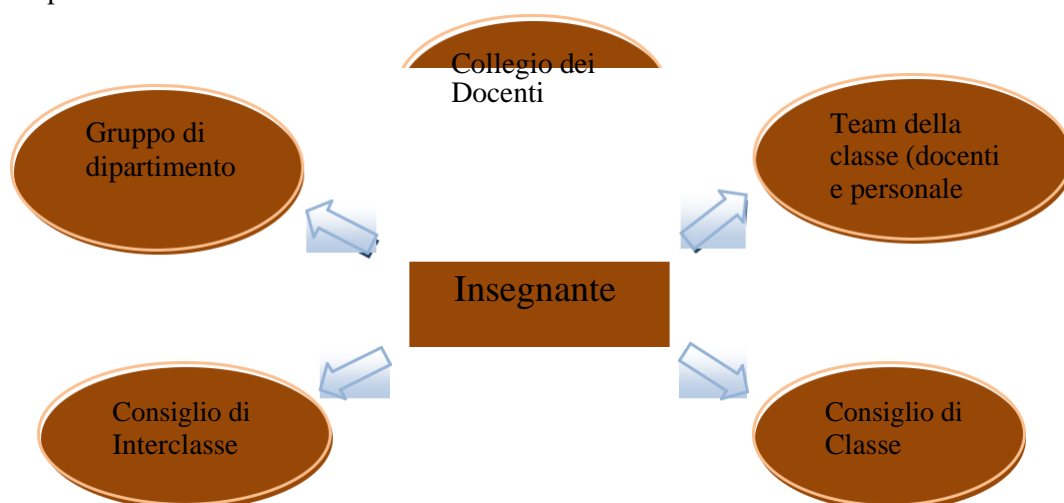 Collegio dei
Docenti
Gruppo di
dipartimento
Team della
classe (docenti
e personale
Insegnante
Consiglio di
Interclasse
Consiglio di
Classe